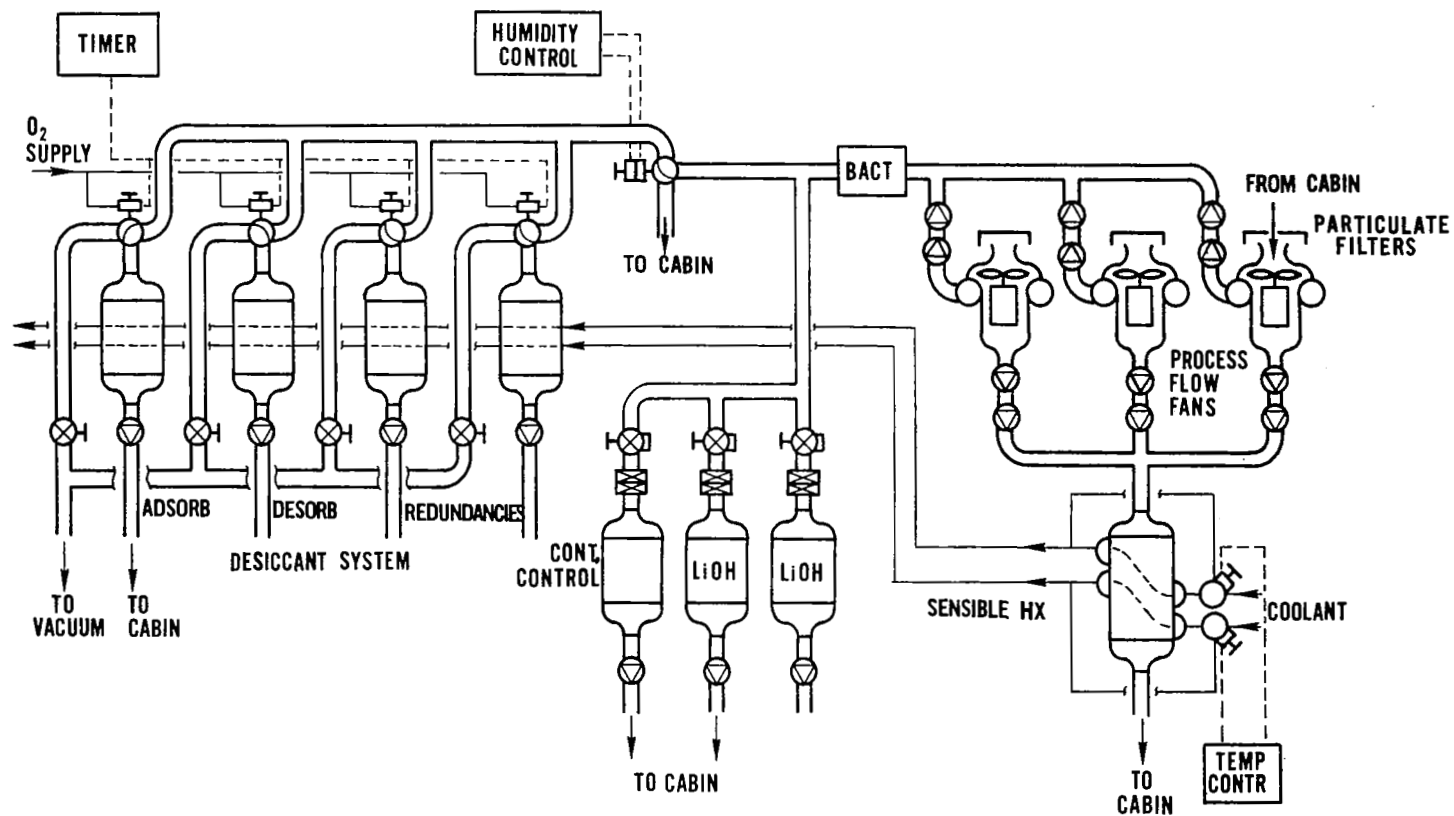 TIMER
HUMIDITY
CONTROL
O2
SUPPLY
BACT
FROM CABIN
PARTICULATE
FILTERS
TO CABIN
PROCESS
FLOW
FANS
ADSORB
DESORB
REDUNDANCIES
DESICCANT SYSTEM
CONT.
CONTROL
LiOH
LiOH
SENSIBLE HX
COOLANT
TO
VACUUM
TO
CABIN
TO CABIN
TO
CABIN
TEMP
CONTR